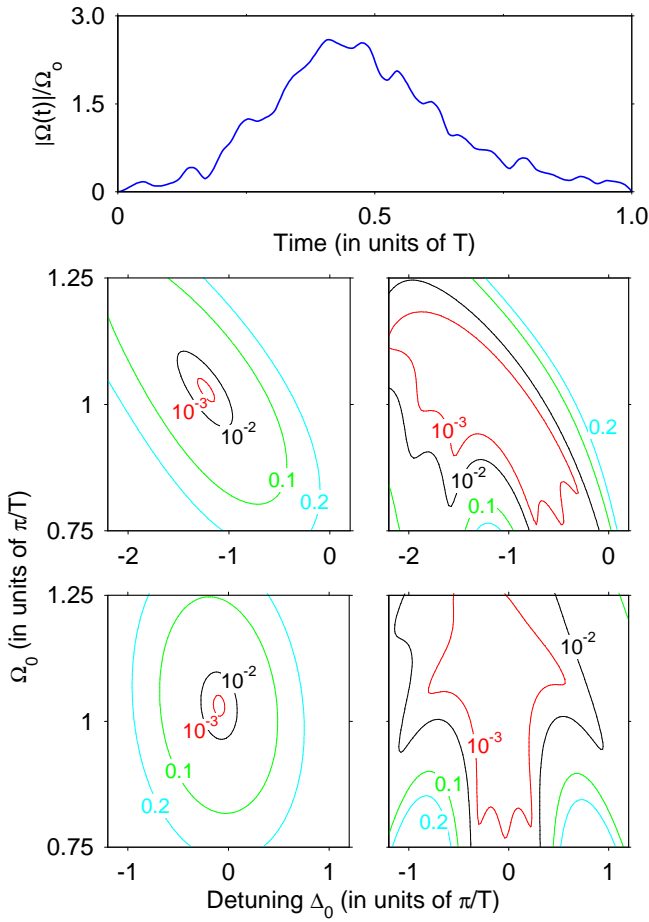 3.0
1.5
0
|Ω(t)|/Ω₀
0 0.5 1.0
Time (in units of T)
1.25
1
0.75
10⁻³
10⁻²
0.1
0.2
-2 -1 0
0.2
10⁻³
10⁻²
0.1
-2 -1 0
Ω₀ (in units of π/T)
1.25
1
0.75
10⁻²
10⁻³
0.1
0.2
-1 0 1
10⁻²
10⁻³
0.1
0.2
-1 0 1
Detuning Δ₀ (in units of π/T)